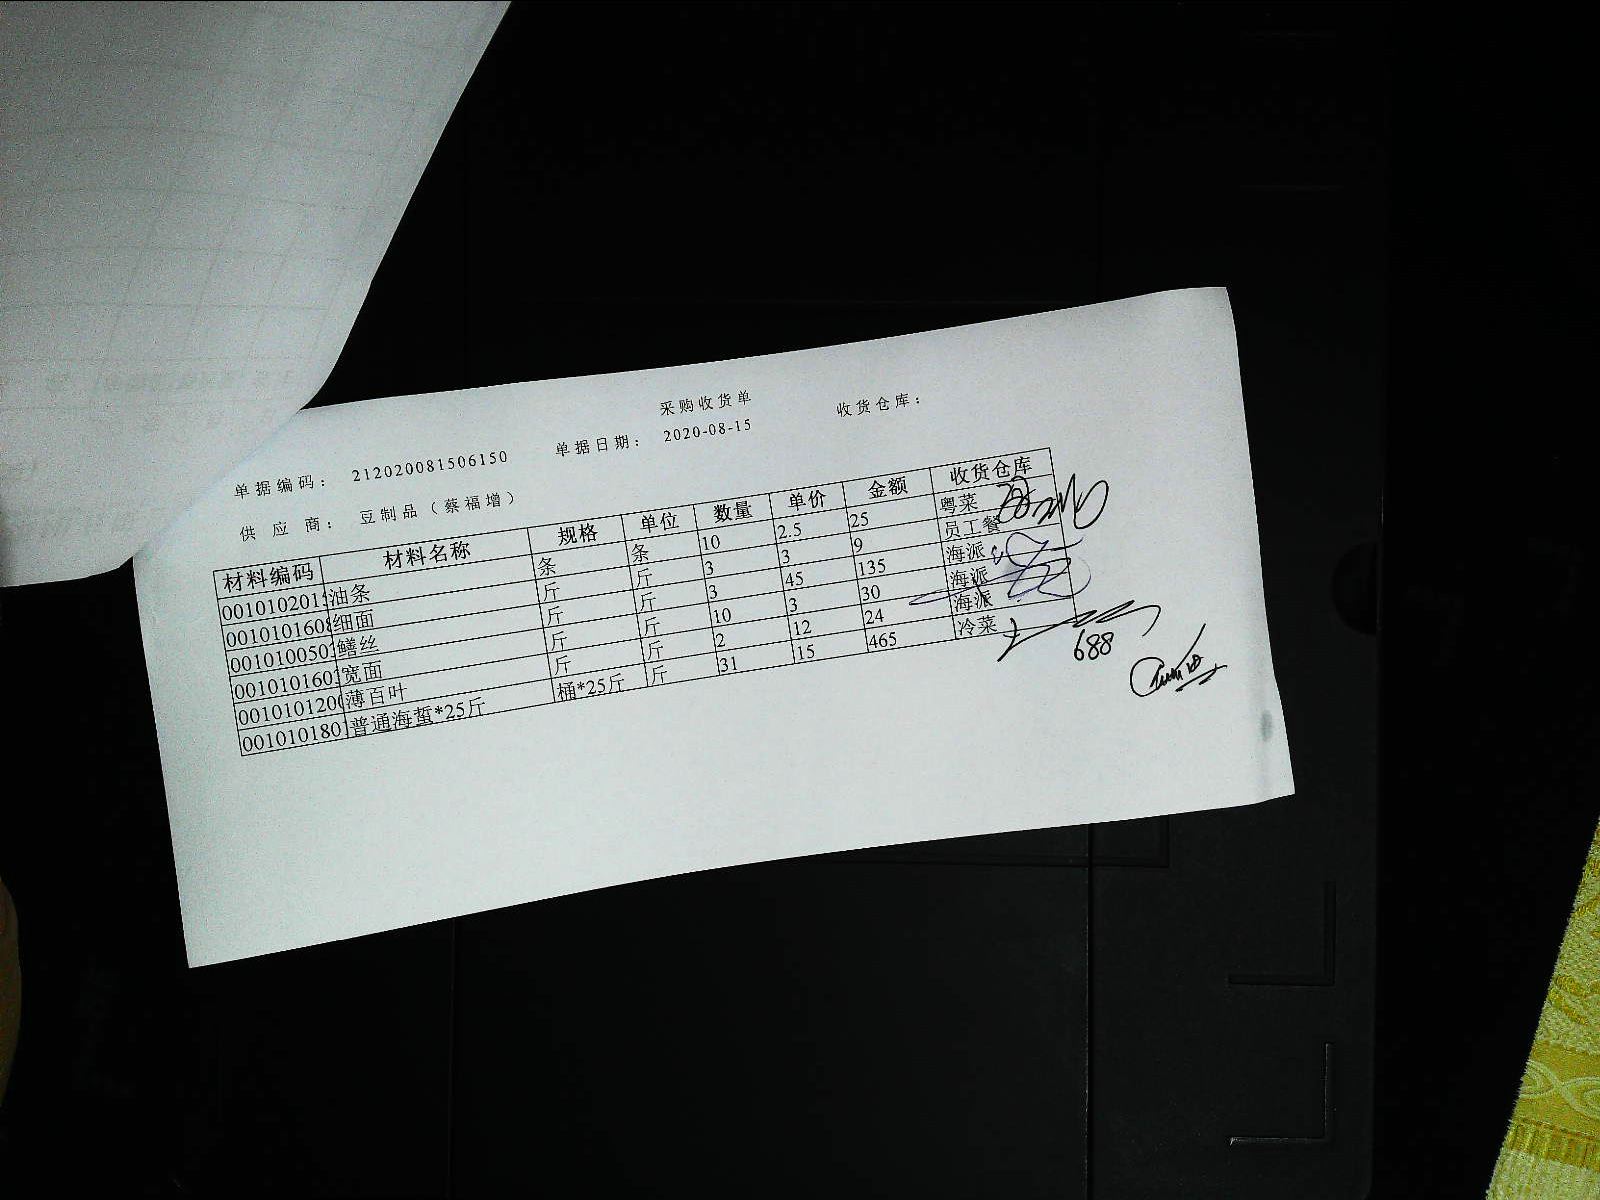 采购收货单
单据编码： 212020081506150 单据日期： 2020-08-15 收货仓库：
供 应 商： 豆制品（蔡福增）
材料编码 材料名称 规格 单位 数量 单价 金额 收货仓库
001010201 油条 条 条 10 2.5 25 粤菜
0010101608 细面 斤 斤 3 3 9 员工餐
0010100503 鳝丝 斤 斤 3 45 135 海派
001010160 宽面 斤 斤 10 3 30 海派
0010101200 薄百叶 斤 斤 2 12 24 海派
001010180 普通海蜇*25斤 桶*25斤 斤 31 15 465 冷菜
688